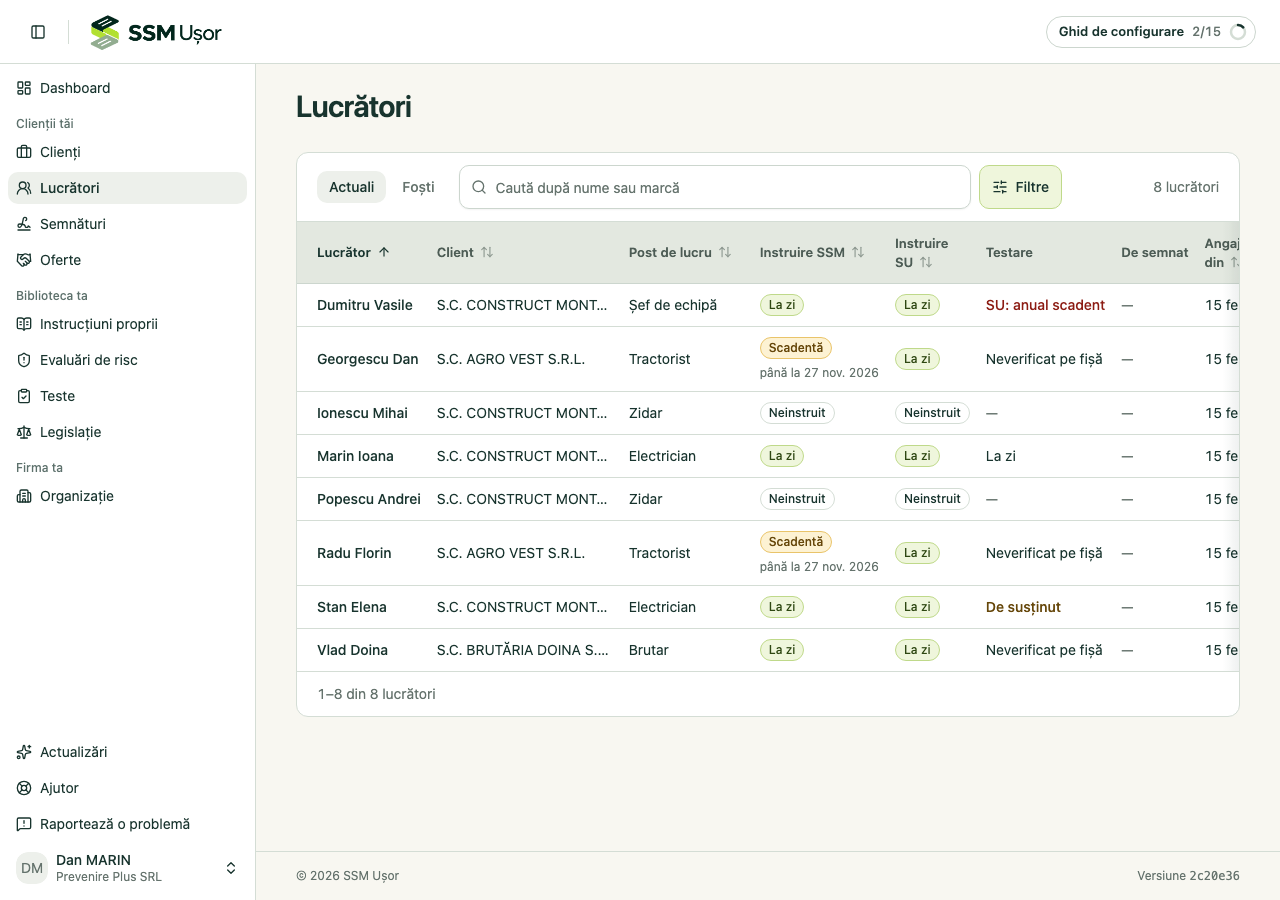 SSM Ușor
Ghid de configurare 2/15
Dashboard
Clienții tăi
Clienți
Lucrători
Semnături
Oferte
Biblioteca ta
Instrucțiuni proprii
Evaluări de risc
Teste
Legislație
Firma ta
Organizație
Actualizări
Ajutor
Raportează o problemă
DM
Dan MARIN
Prevenire Plus SRL
Lucrători
Actuali Foști Caută după nume sau marcă Filtre 8 lucrători
Lucrător Client Post de lucru Instruire SSM Instruire SU Testare De semnat Angaj din
Dumitru Vasile S.C. CONSTRUCT MONT... Șef de echipă La zi La zi SU: anual scadent — 15 fe
Georgescu Dan S.C. AGRO VEST S.R.L. Tractorist Scadentă La zi Neverificat pe fișă — 15 fe
până la 27 nov. 2026
Ionescu Mihai S.C. CONSTRUCT MONT... Zidar Neinstruit Neinstruit — — 15 fe
Marin Ioana S.C. CONSTRUCT MONT... Electrician La zi La zi La zi — 15 fe
Popescu Andrei S.C. CONSTRUCT MONT... Zidar Neinstruit Neinstruit — — 15 fe
Radu Florin S.C. AGRO VEST S.R.L. Tractorist Scadentă La zi Neverificat pe fișă — 15 fe
până la 27 nov. 2026
Stan Elena S.C. CONSTRUCT MONT... Electrician La zi La zi De susținut — 15 fe
Vlad Doina S.C. BRUTĂRIA DOINA S.... Brutar La zi La zi Neverificat pe fișă — 15 fe
1–8 din 8 lucrători
© 2026 SSM Ușor
Versiune 2c20e36